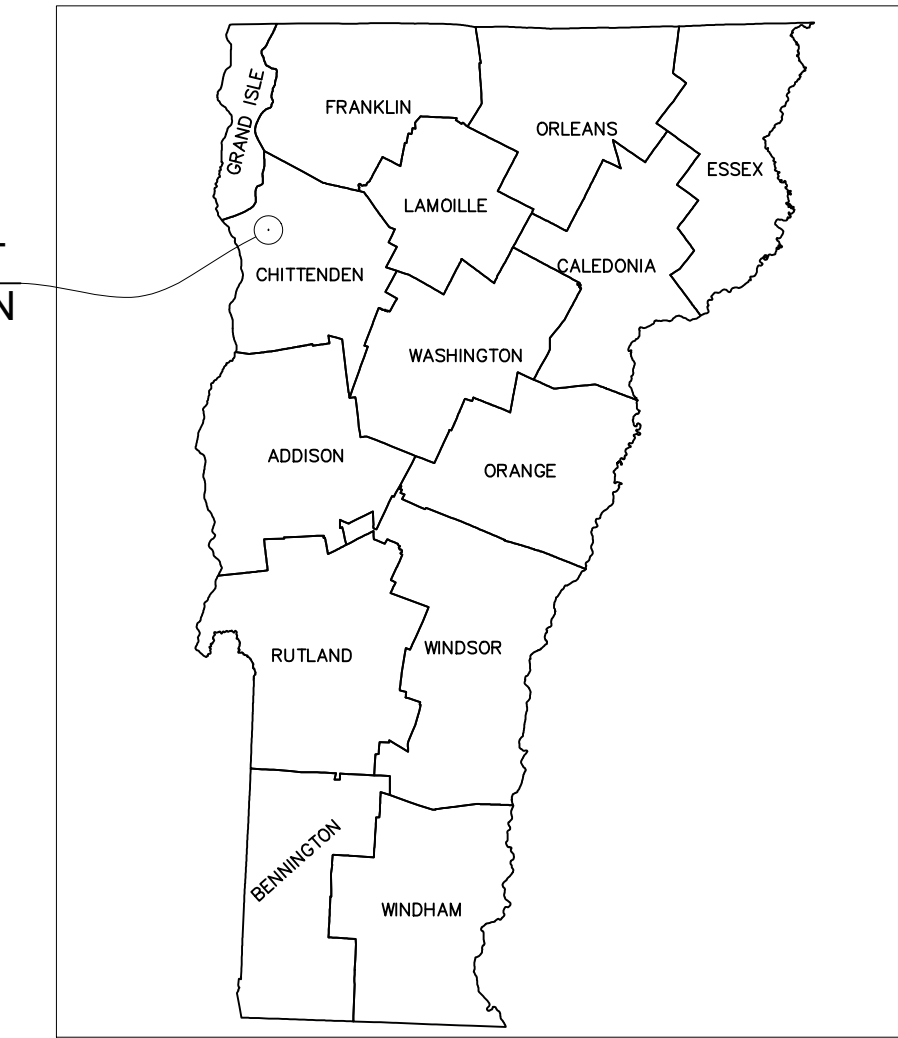 GRAND ISLE
FRANKLIN
ORLEANS
ESSEX
LAMOILLE
CHITTENDEN
CALEDONIA
WASHINGTON
ADDISON
ORANGE
RUTLAND
WINDSOR
BENNINGTON
WINDHAM